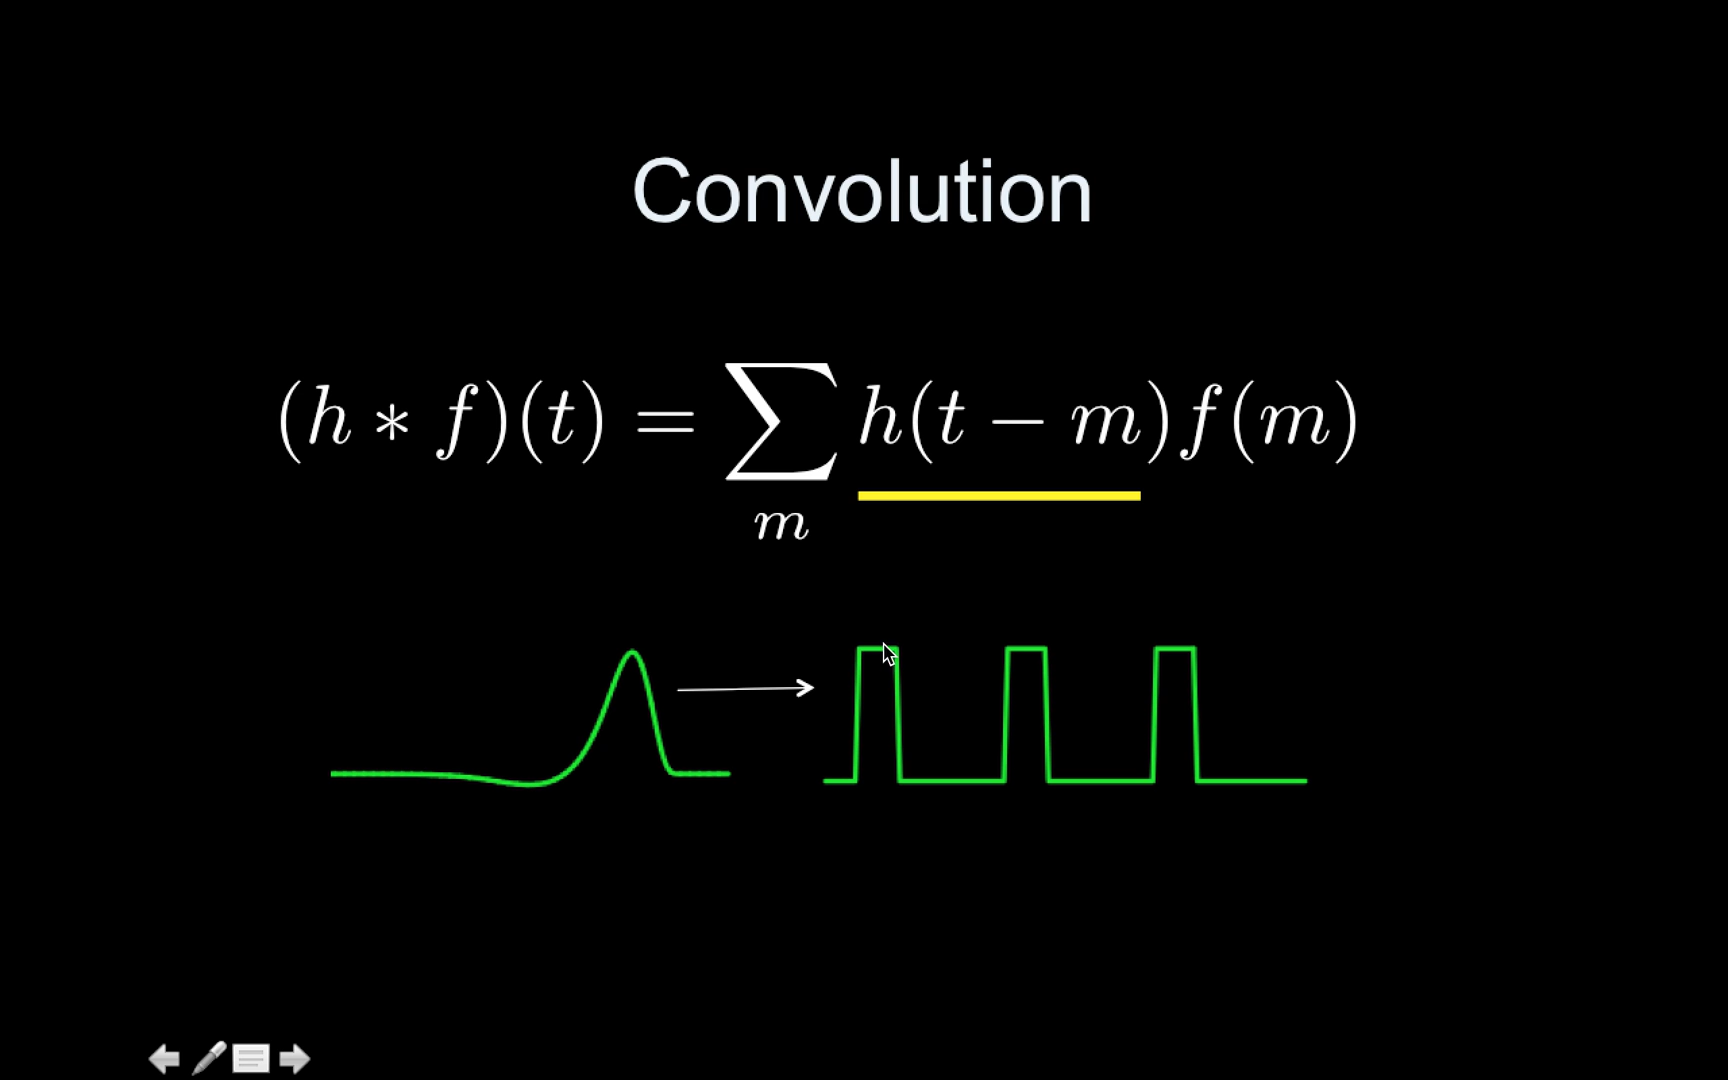 Convolution
(h ∗ f)(t) = ∑ h(t − m)f(m)
m